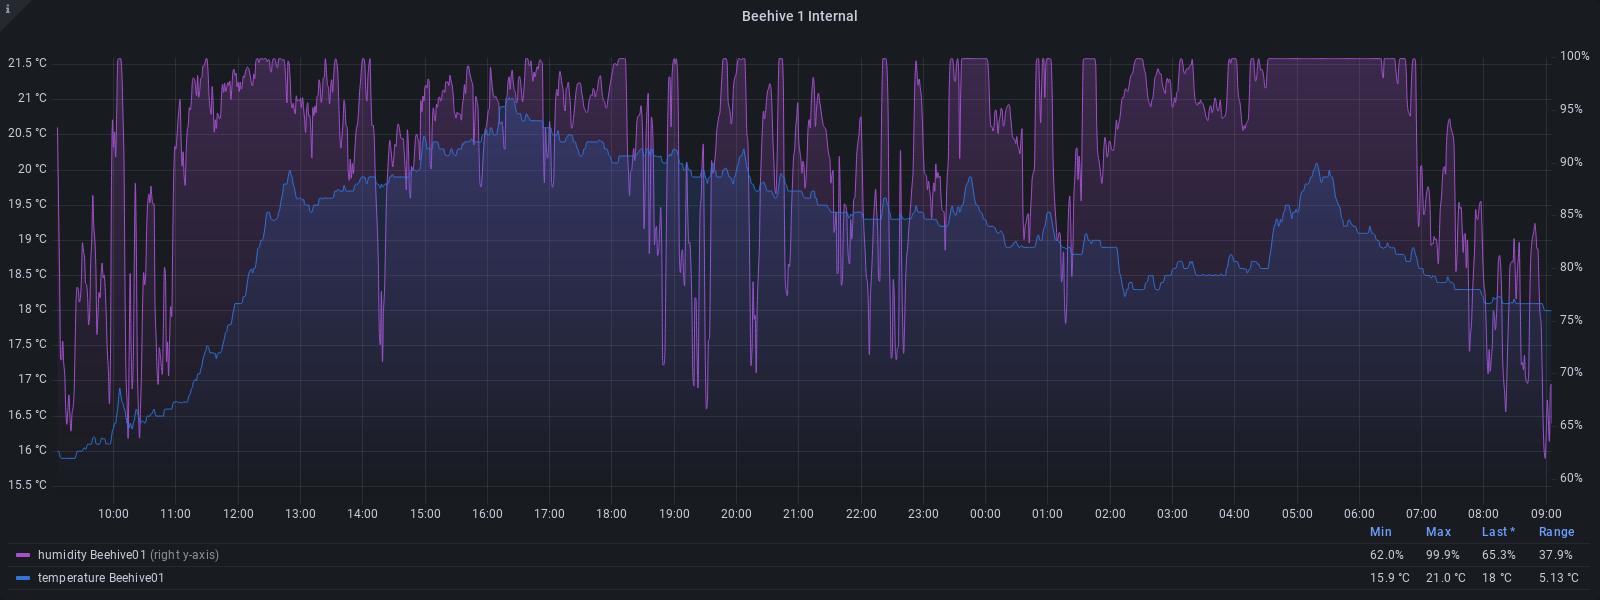 i
Beehive 1 Internal
21.5 °C
21 °C
20.5 °C
20 °C
19.5 °C
19 °C
18.5 °C
18 °C
17.5 °C
17 °C
16.5 °C
16 °C
15.5 °C
100%
95%
90%
85%
80%
75%
70%
65%
60%
10:00 11:00 12:00 13:00 14:00 15:00 16:00 17:00 18:00 19:00 20:00 21:00 22:00 23:00 00:00 01:00 02:00 03:00 04:00 05:00 06:00 07:00 08:00 09:00
Min Max Last * Range
humidity Beehive01 (right y-axis) 62.0% 99.9% 65.3% 37.9%
temperature Beehive01 15.9 °C 21.0 °C 18 °C 5.13 °C